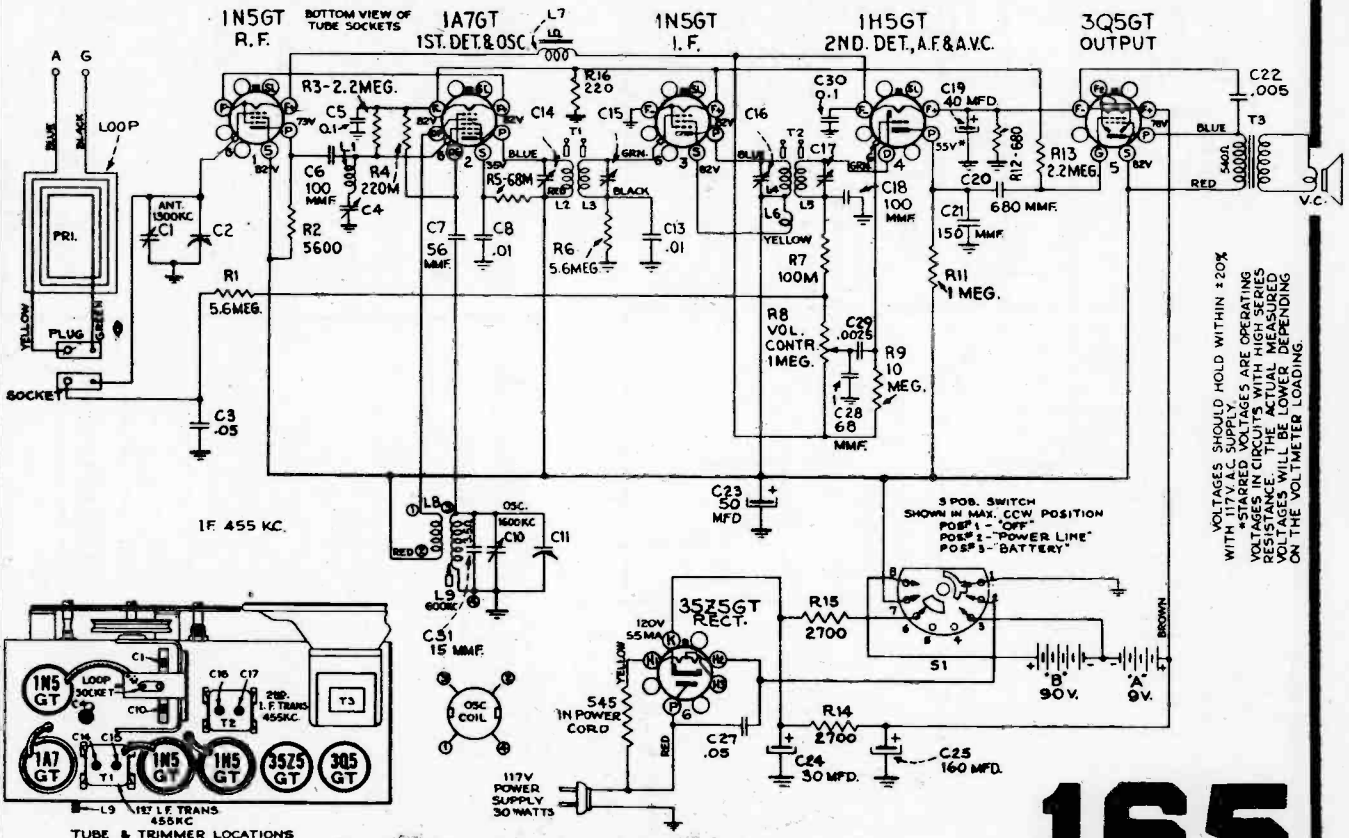 1N5GT
R.F.
BOTTOM VIEW OF
TUBE SOCKETS
1A7GT
1ST. DET.& OSC.
L7
1N5GT
I. F.
1H5GT
2ND. DET., A.F.& A.V.C.
3Q5GT
OUTPUT
A G
BLUE
BLACK
LOOP
PRI.
YELLOW
GREEN
PLUG
SOCKET
ANT.
1300KC
C1
C2
R1
5.6MEG.
C3
.05
73V
82V
R2
5600
R3-2.2MEG.
C5
0.1
C6
100
MMF.
R4
220M
C4
82V
82V
C7
56
MMF.
C8
.01
R5-68M
BLUE
RED
C14
T1
C15
L2
L3
GRN.
BLACK
R16
220
R6
5.6MEG.
C13
.01
82V
82V
C16
T2
C17
BLUE
L4
L5
L6
YELLOW
GRN.
C18
100
MMF.
R7
100M
R8
VOL.
CONTR.
1MEG.
C29
.0025
C28
68
MMF.
R9
10
MEG.
C30
0.1
55V*
C19
40 MFD.
R12-680
R13
2.2MEG.
C20
680 MMF.
C21
150 MMF.
R11
1 MEG.
78V
82V
BLUE
RED
C22
.005
T3
540Ω
V.C.
VOLTAGES SHOULD HOLD WITHIN ±20%
WITH 117V. A.C. SUPPLY.
*STARRED VOLTAGES ARE OPERATING
VOLTAGES IN CIRCUITS WITH HIGH SERIES
RESISTANCE. THE ACTUAL MEASURED
VOLTAGES WILL BE LOWER DEPENDING
ON THE VOLTMETER LOADING.
IF. 455 KC.
L8
RED
OSC.
1600KC
C10
C11
L9
600KC
C31
15 MMF.
OSC
COIL
C23
50
MFD
3 POS. SWITCH
SHOWN IN MAX. CCW POSITION
POS.# 1 - "OFF"
POS.# 2 - "POWER LINE"
POS.# 3 - "BATTERY"
S1
35Z5GT
RECT.
120V
55MA
YELLOW
545
IN POWER
CORD
RED
C27
.05
117V
POWER
SUPPLY
30 WATTS
R15
2700
R14
2700
C24
30 MFD.
C25
160 MFD.
"B"
90V.
"A"
9V.
BROWN
1N5
GT
C1
LOOP
SOCKET
C4
C10
C16
C17
T2
2ND.
I. F. TRANS
455KC.
T3
1A7
GT
C14
C15
T1
1N5
GT
1N5
GT
35Z5
GT
3Q5
GT
L9
1ST I.F. TRANS
455KC
TUBE & TRIMMER LOCATIONS
165